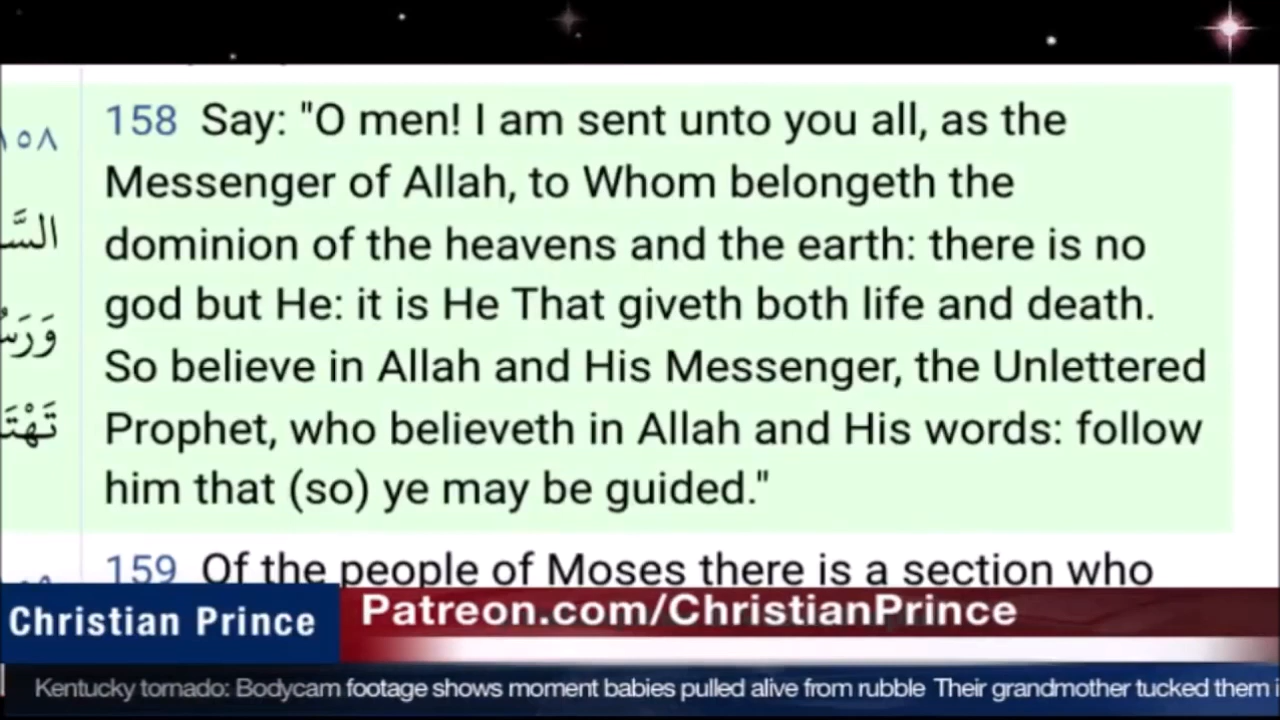 158 Say: "O men! I am sent unto you all, as the
Messenger of Allah, to Whom belongeth the
dominion of the heavens and the earth: there is no
god but He: it is He That giveth both life and death.
So believe in Allah and His Messenger, the Unlettered
Prophet, who believeth in Allah and His words: follow
him that (so) ye may be guided."
159 Of the people of Moses there is a section who
Christian Prince
Patreon.com/ChristianPrince
Kentucky tornado: Bodycam footage shows moment babies pulled alive from rubble Their grandmother tucked them